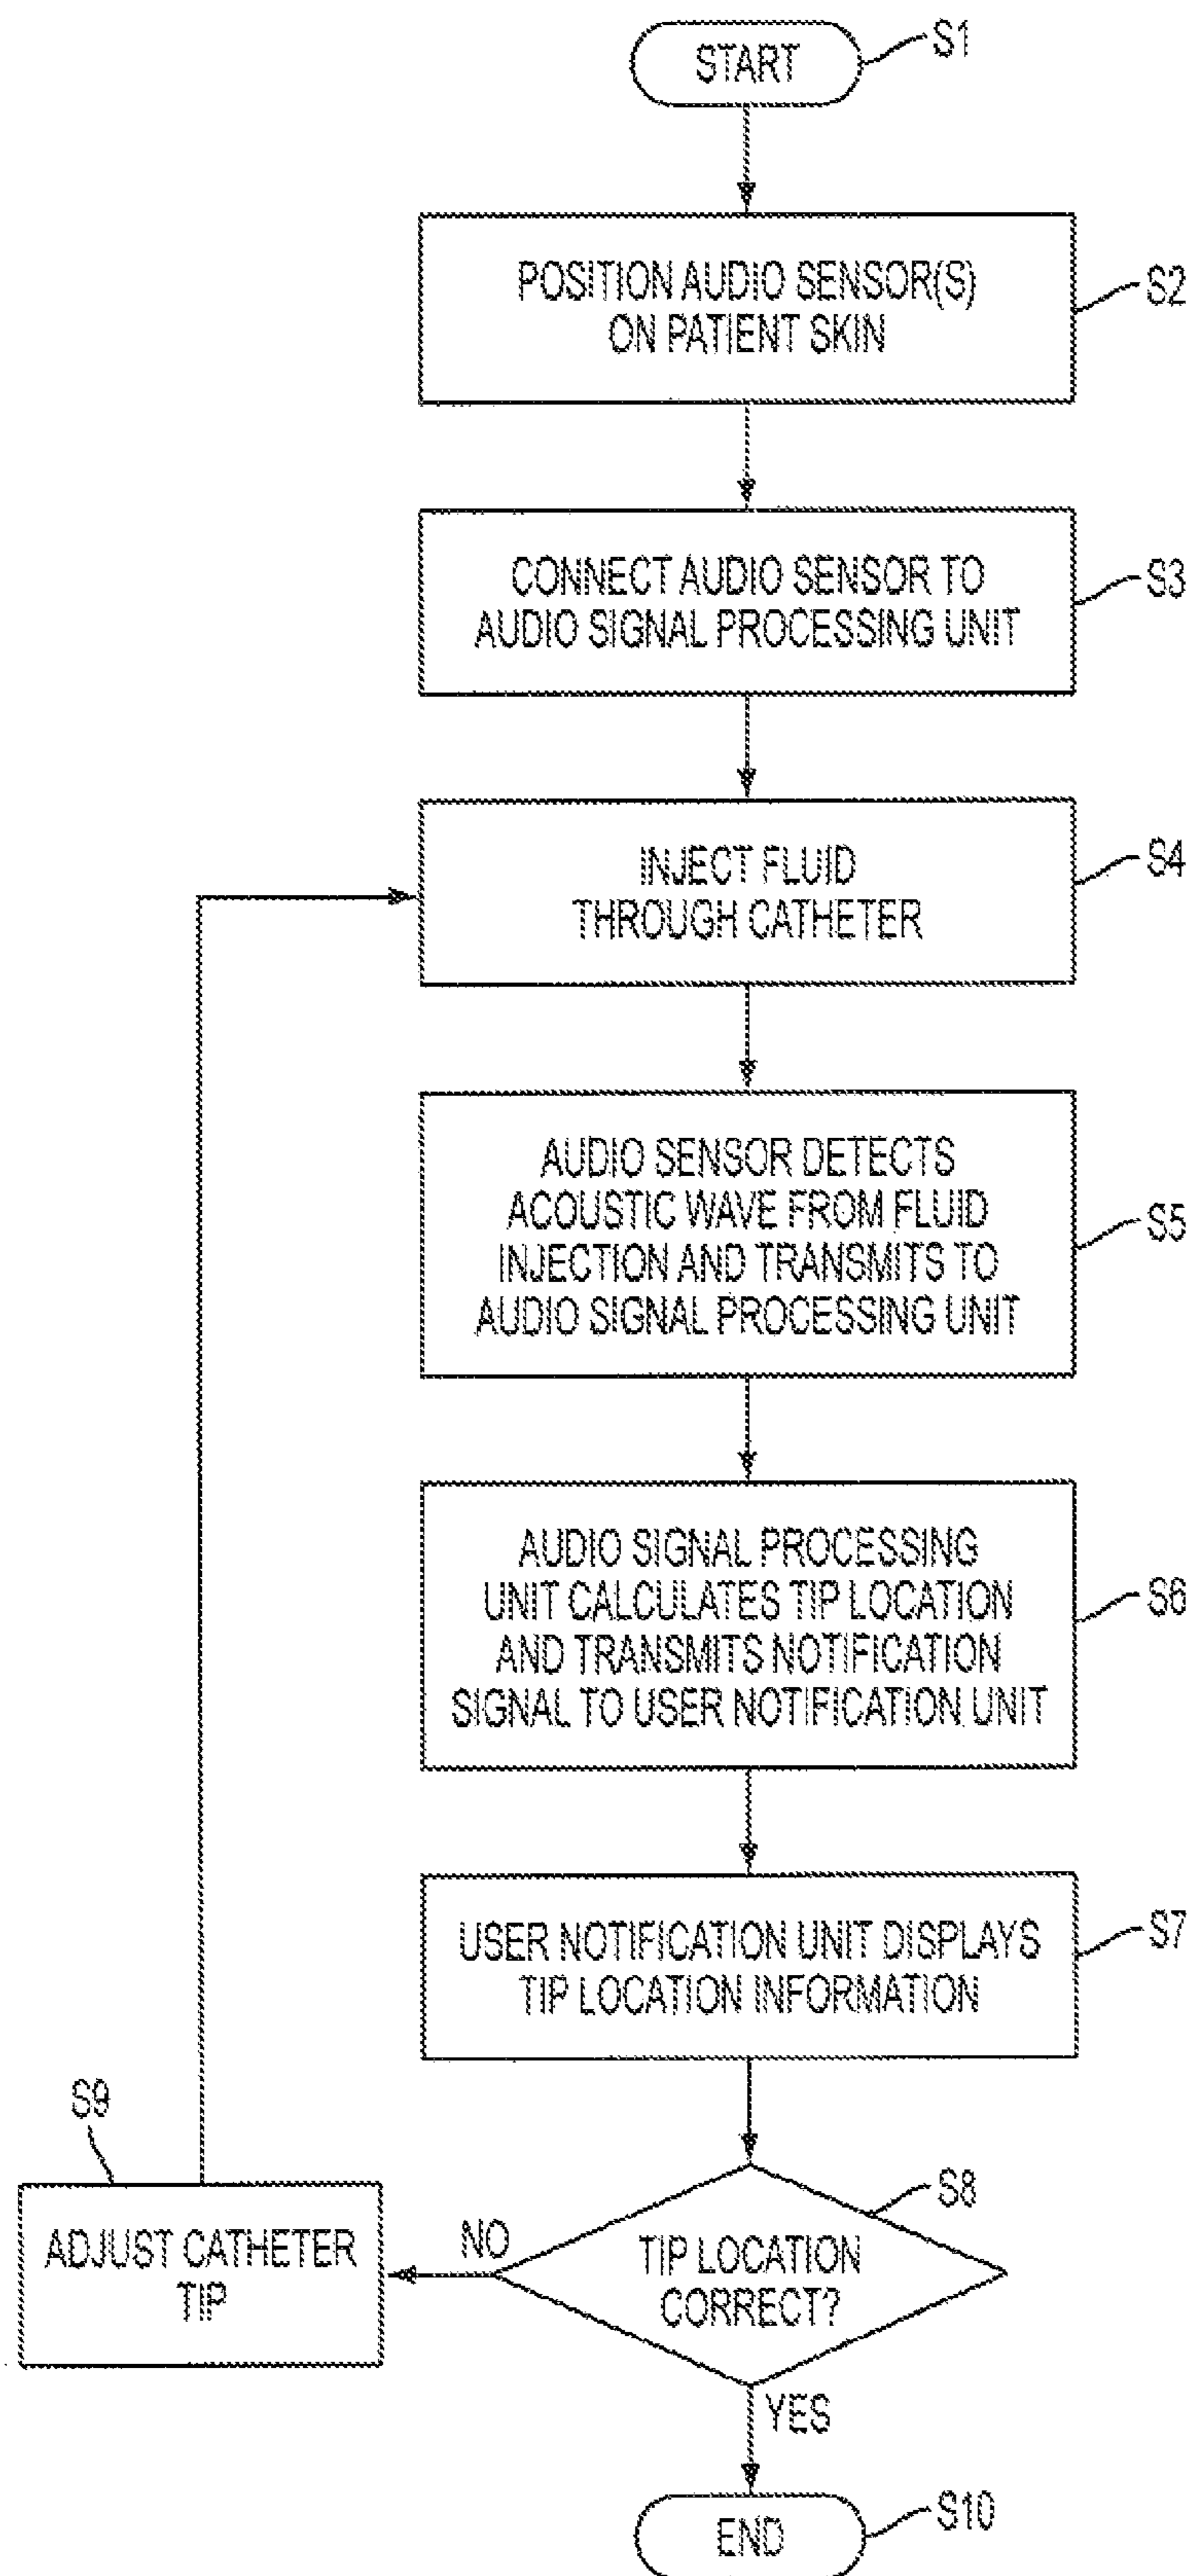 START
S1
POSITION AUDIO SENSOR(S)
ON PATIENT SKIN
S2
CONNECT AUDIO SENSOR TO
AUDIO SIGNAL PROCESSING UNIT
S3
INJECT FLUID
THROUGH CATHETER
S4
AUDIO SENSOR DETECTS
ACOUSTIC WAVE FROM FLUID
INJECTION AND TRANSMITS TO
AUDIO SIGNAL PROCESSING UNIT
S5
AUDIO SIGNAL PROCESSING
UNIT CALCULATES TIP LOCATION
AND TRANSMITS NOTIFICATION
SIGNAL TO USER NOTIFICATION UNIT
S6
USER NOTIFICATION UNIT DISPLAYS
TIP LOCATION INFORMATION
S7
TIP LOCATION
CORRECT?
S8
NO
S9
ADJUST CATHETER
TIP
YES
END
S10